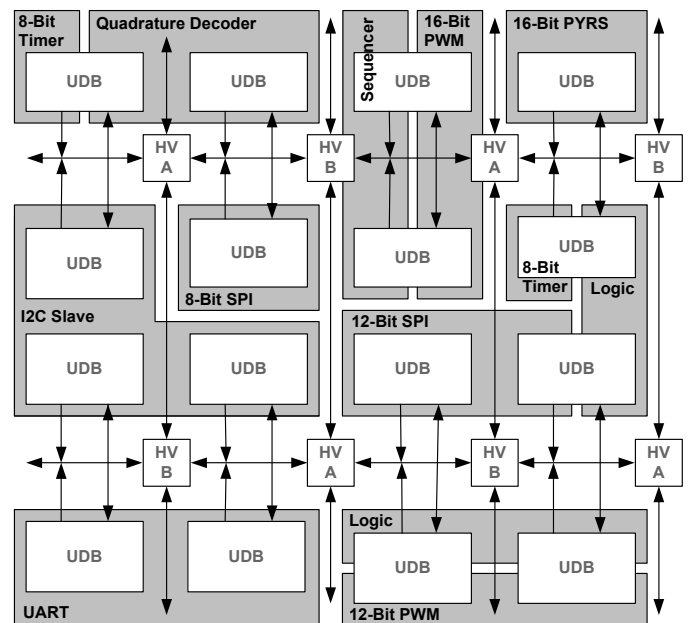 8-Bit
Timer
Quadrature Decoder
Sequencer
16-Bit
PWM
16-Bit PYRS
UDB
UDB
UDB
UDB
HV
A
HV
B
HV
A
HV
B
UDB
UDB
UDB
UDB
8-Bit SPI
8-Bit
Timer
Logic
I2C Slave
12-Bit SPI
UDB
UDB
UDB
UDB
HV
B
HV
A
HV
B
HV
A
Logic
UDB
UDB
UDB
UDB
UART
12-Bit PWM